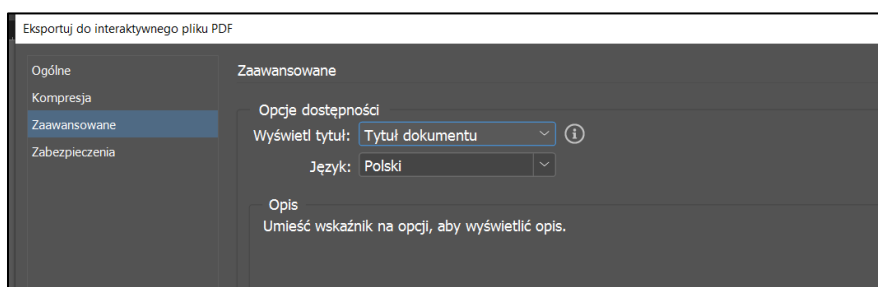 Eksportuj do interaktywnego pliku PDF
Ogólne
Kompresja
Zaawansowane
Zabezpieczenia
Zaawansowane
Opcje dostępności
Wyświetl tytuł: Tytuł dokumentu
Język: Polski
Opis
Umieść wskaźnik na opcji, aby wyświetlić opis.